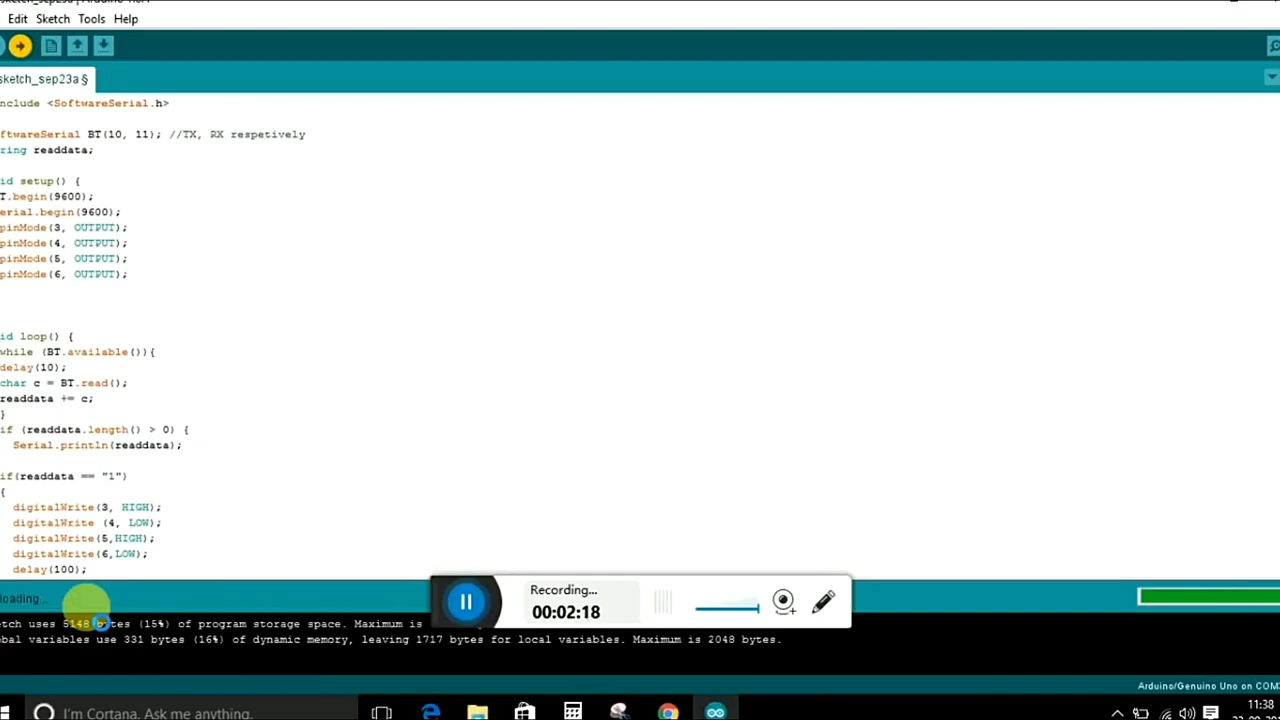 Edit Sketch Tools Help
sketch_sep23a §
nclude <SoftwareSerial.h>
ftwareSerial BT(10, 11); //TX, RX respetively
ring readdata;
id setup() {
T.begin(9600);
erial.begin(9600);
pinMode(3, OUTPUT);
pinMode(4, OUTPUT);
pinMode(5, OUTPUT);
pinMode(6, OUTPUT);
id loop() {
while (BT.available()){
delay(10);
char c = BT.read();
readdata += c;
}
if (readdata.length() > 0) {
Serial.println(readdata);
if(readdata == "1")
{
digitalWrite(3, HIGH);
digitalWrite (4, LOW);
digitalWrite(5,HIGH);
digitalWrite(6,LOW);
delay(100);
loading...
Recording...
00:02:18
etch uses 5148 bytes (15%) of program storage space. Maximum is
obal variables use 331 bytes (16%) of dynamic memory, leaving 1717 bytes for local variables. Maximum is 2048 bytes.
Arduino/Genuino Uno on COM
I'm Cortana. Ask me anything.
11:38